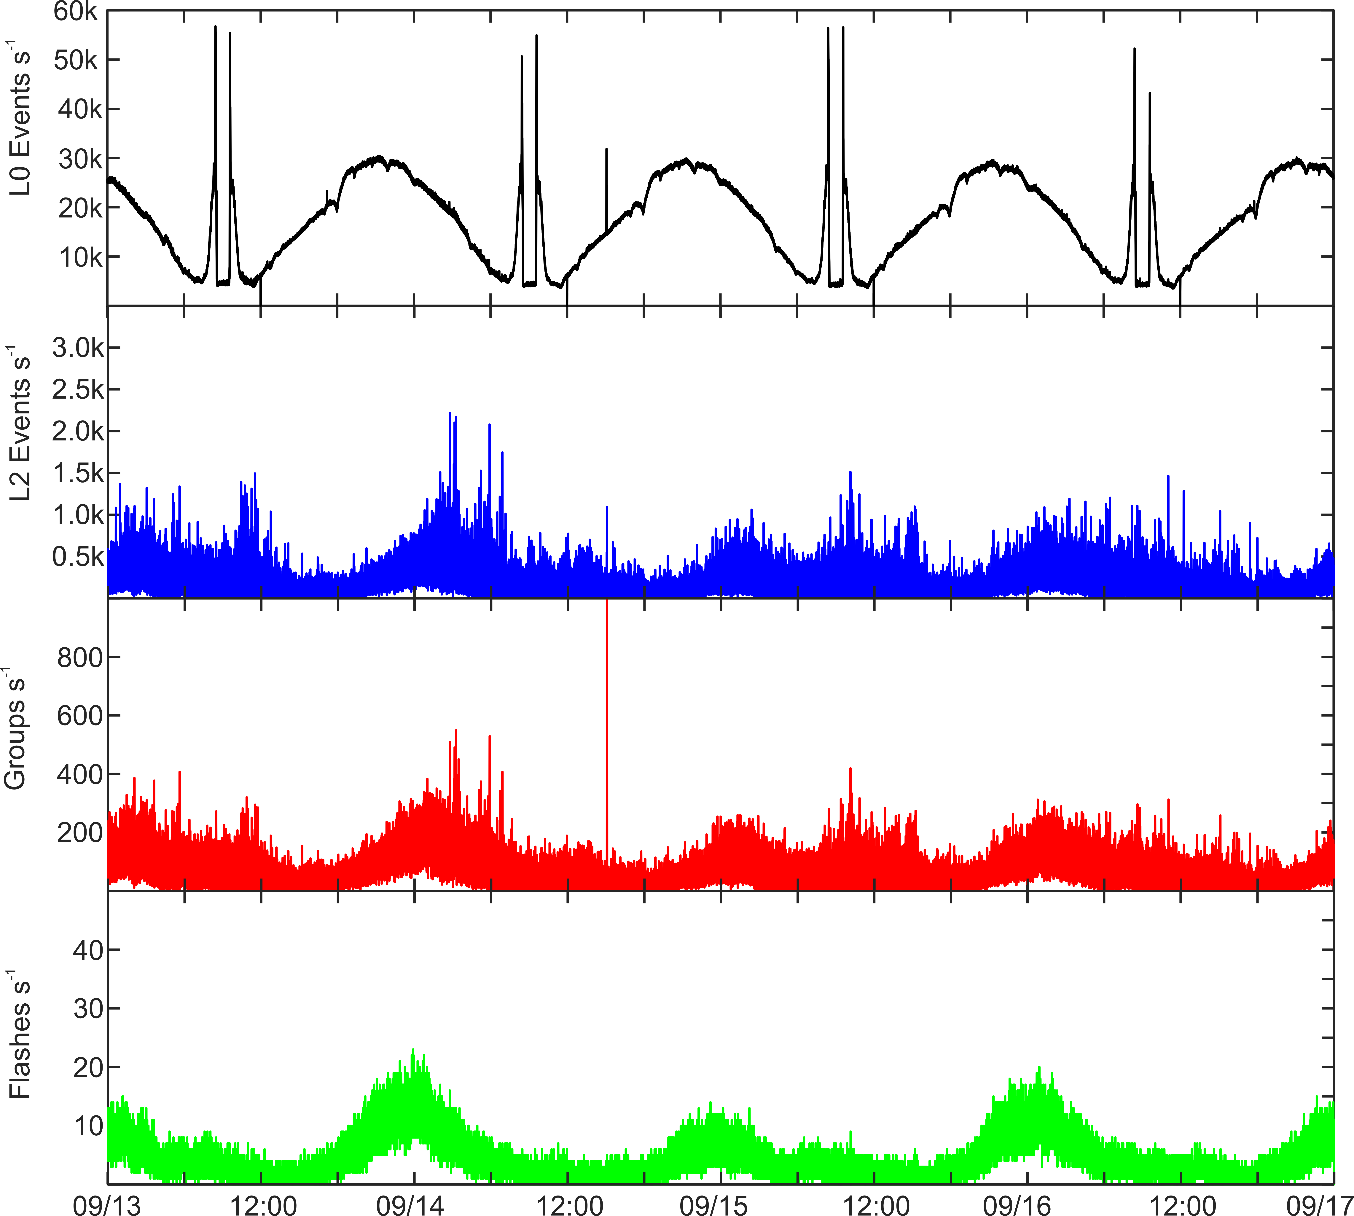 60k
50k
40k
30k
20k
10k
L0 Events s⁻¹
3.0k
2.5k
2.0k
1.5k
1.0k
0.5k
L2 Events s⁻¹
800
600
400
200
Groups s⁻¹
40
30
20
10
Flashes s⁻¹
09/13 12:00 09/14 12:00 09/15 12:00 09/16 12:00 09/17